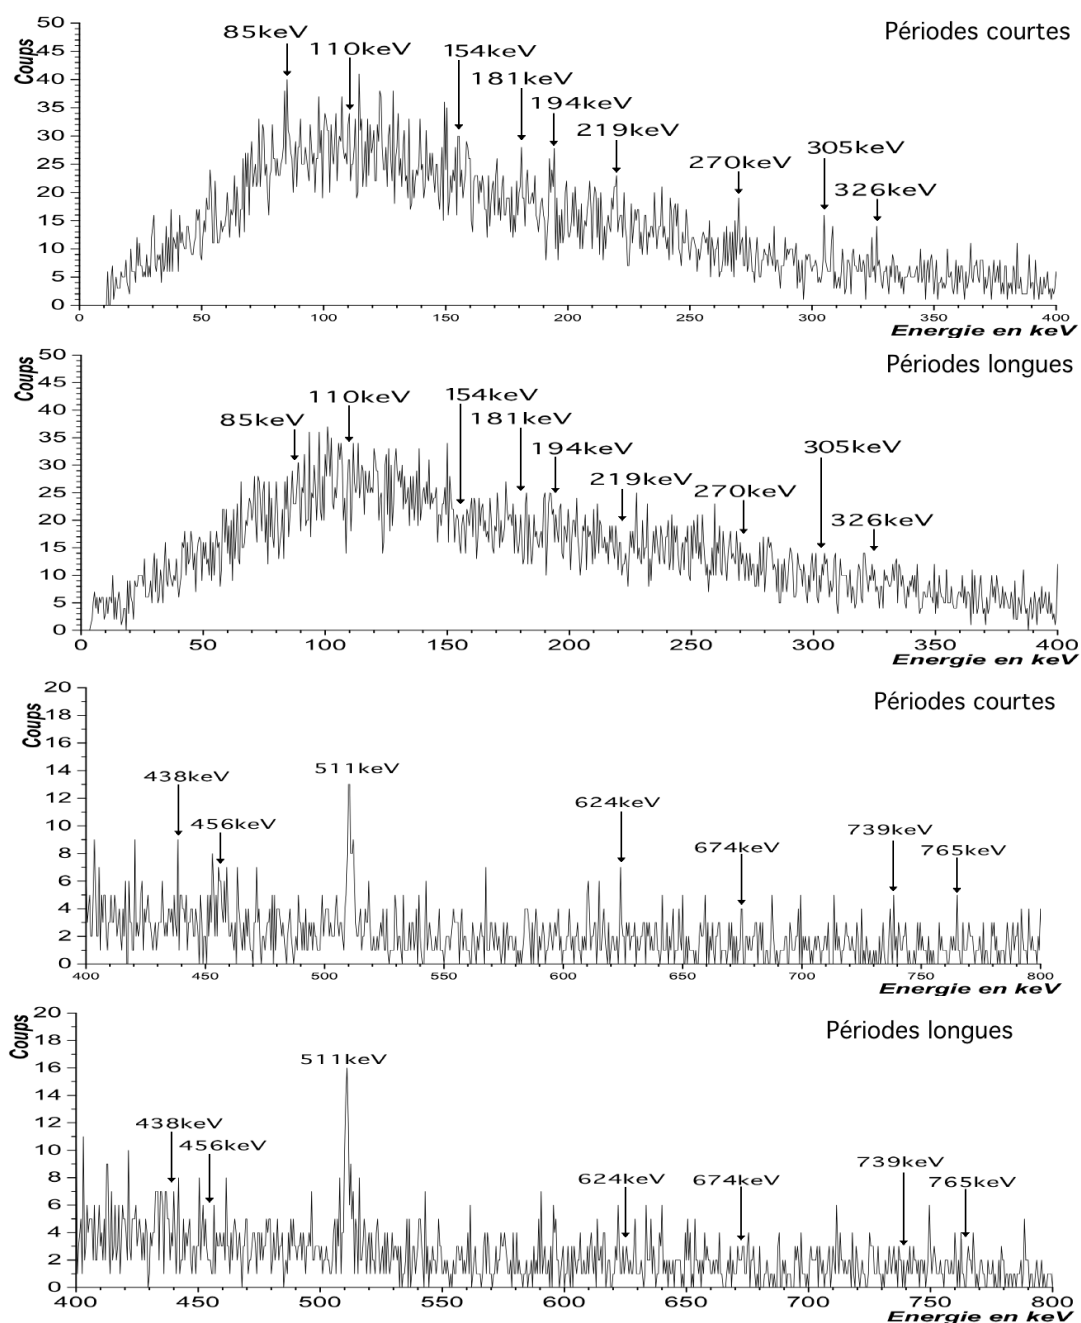 Périodes courtes
Coups
50
45
40
35
30
25
20
15
10
5
0
85keV
110keV
154keV
181keV
194keV
219keV
270keV
305keV
326keV
0 50 100 150 200 250 300 350 400
Energie en keV
Périodes longues
Coups
50
45
40
35
30
25
20
15
10
5
0
85keV
110keV
154keV
181keV
194keV
219keV
270keV
305keV
326keV
0 50 100 150 200 250 300 350 400
Energie en keV
Périodes courtes
Coups
20
18
16
14
12
10
8
6
4
2
0
438keV
456keV
511keV
624keV
674keV
739keV
765keV
400 450 500 550 600 650 700 750 800
Energie en keV
Périodes longues
Coups
20
18
16
14
12
10
8
6
4
2
0
438keV
456keV
511keV
624keV
674keV
739keV
765keV
400 450 500 550 600 650 700 750 800
Energie en keV